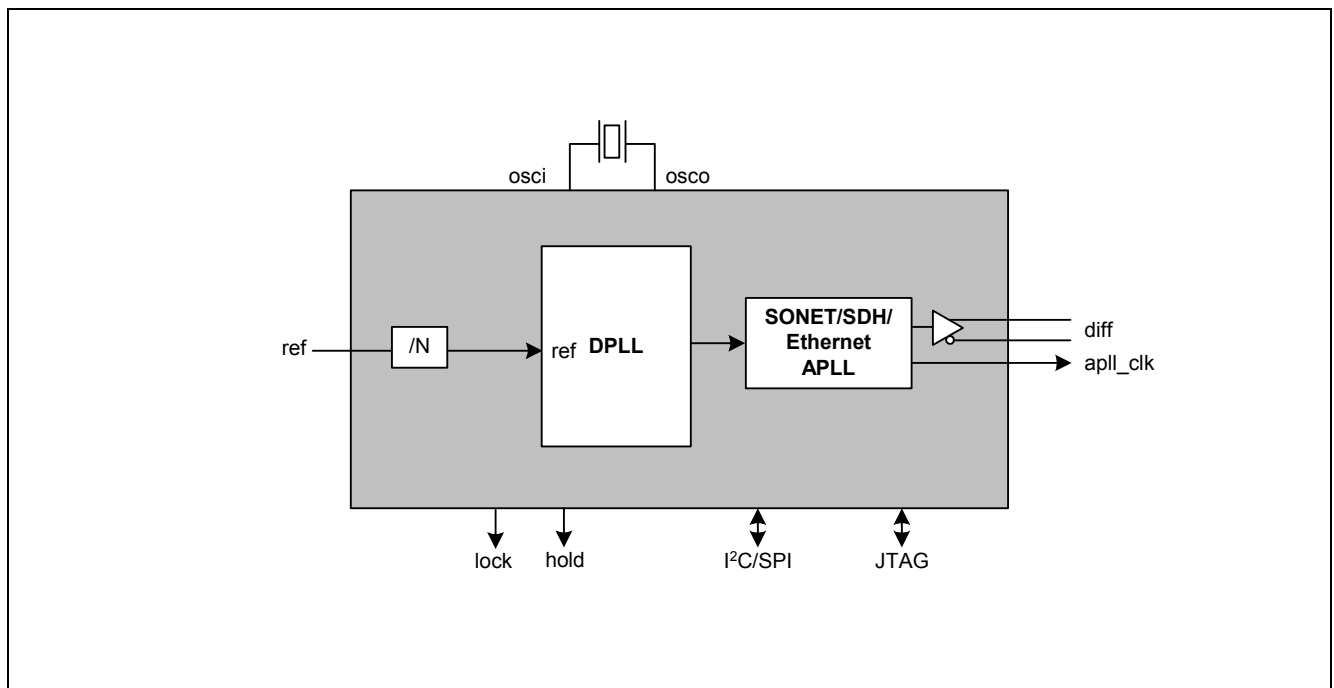 osci
osco
ref
/N
ref
DPLL
SONET/SDH/
Ethernet
APLL
diff
apll_clk
lock
hold
I²C/SPI
JTAG